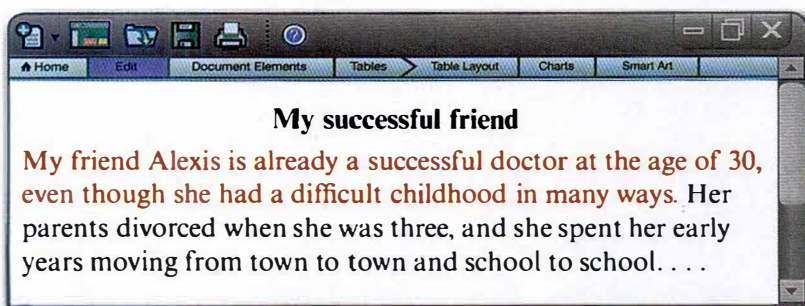 Home Edit Document Elements Tables Table Layout Charts Smart Art
My successful friend
My friend Alexis is already a successful doctor at the age of 30,
even though she had a difficult childhood in many ways. Her
parents divorced when she was three, and she spent her early
years moving from town to town and school to school. . . .